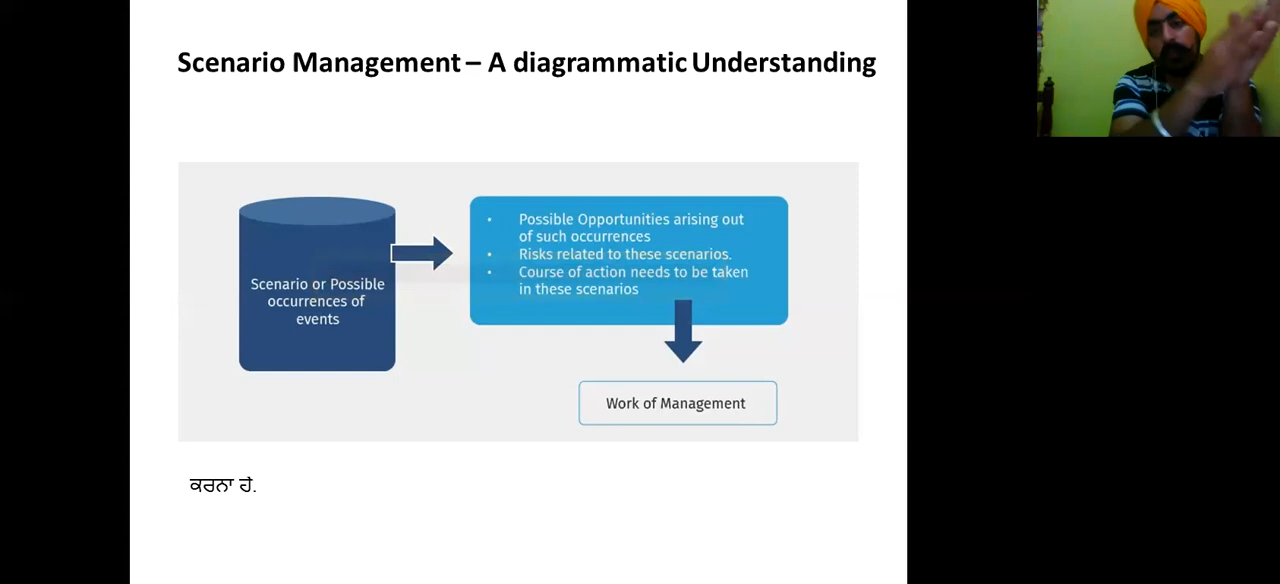 Scenario Management – A diagrammatic Understanding
Scenario or Possible
occurrences of
events
• Possible Opportunities arising out
of such occurrences
• Risks related to these scenarios.
• Course of action needs to be taken
in these scenarios
Work of Management
ਕਰਨਾ ਹੈ.